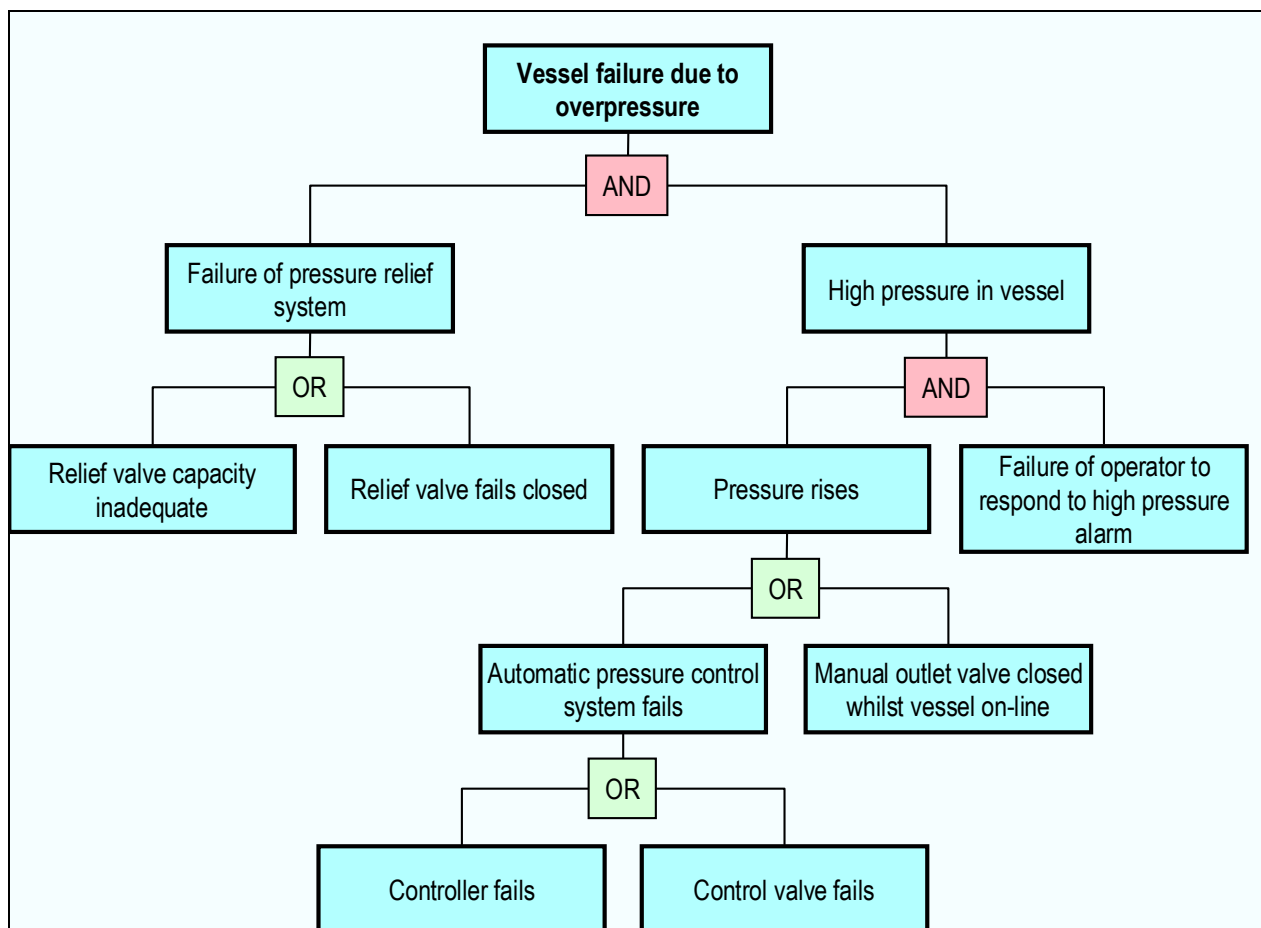 Vessel failure due to
overpressure
AND
Failure of pressure relief
system
High pressure in vessel
OR
AND
Relief valve capacity
inadequate
Relief valve fails closed
Pressure rises
Failure of operator to
respond to high pressure
alarm
OR
Automatic pressure control
system fails
Manual outlet valve closed
whilst vessel on-line
OR
Controller fails
Control valve fails